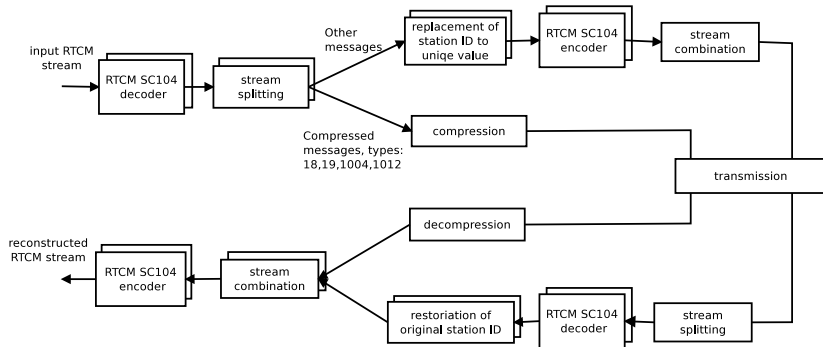 input RTCM
stream
RTCM SC104
decoder
stream
splitting
Other
messages
replacement of
station ID to
uniqe value
RTCM SC104
encoder
stream
combination
Compressed
messages, types:
18,19,1004,1012
compression
transmission
decompression
reconstructed
RTCM stream
RTCM SC104
encoder
stream
combination
restoriation of
original station ID
RTCM SC104
decoder
stream
splitting